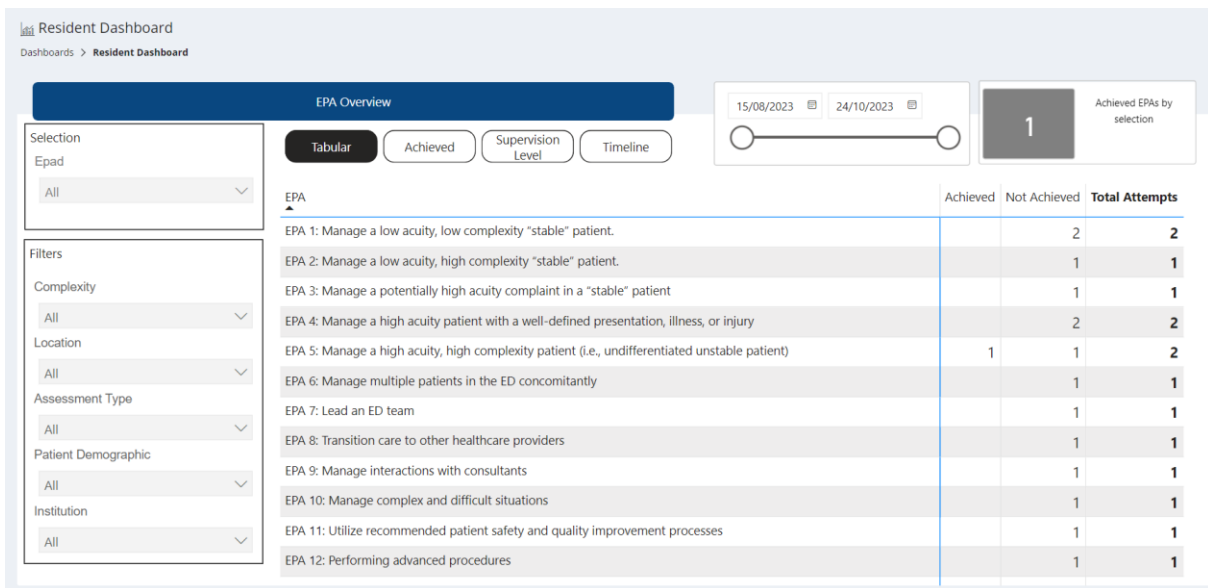 Resident Dashboard
Dashboards > Resident Dashboard
EPA Overview
15/08/2023 24/10/2023
1
Achieved EPAs by
selection
Selection
Epad
All
Tabular Achieved Supervision Level Timeline
Filters
Complexity
All
Location
All
Assessment Type
All
Patient Demographic
All
Institution
All
EPA Achieved Not Achieved Total Attempts
EPA 1: Manage a low acuity, low complexity “stable” patient. 2 2
EPA 2: Manage a low acuity, high complexity “stable” patient. 1 1
EPA 3: Manage a potentially high acuity complaint in a “stable” patient 1 1
EPA 4: Manage a high acuity patient with a well-defined presentation, illness, or injury 2 2
EPA 5: Manage a high acuity, high complexity patient (i.e., undifferentiated unstable patient) 1 1 2
EPA 6: Manage multiple patients in the ED concomitantly 1 1
EPA 7: Lead an ED team 1 1
EPA 8: Transition care to other healthcare providers 1 1
EPA 9: Manage interactions with consultants 1 1
EPA 10: Manage complex and difficult situations 1 1
EPA 11: Utilize recommended patient safety and quality improvement processes 1 1
EPA 12: Performing advanced procedures 1 1